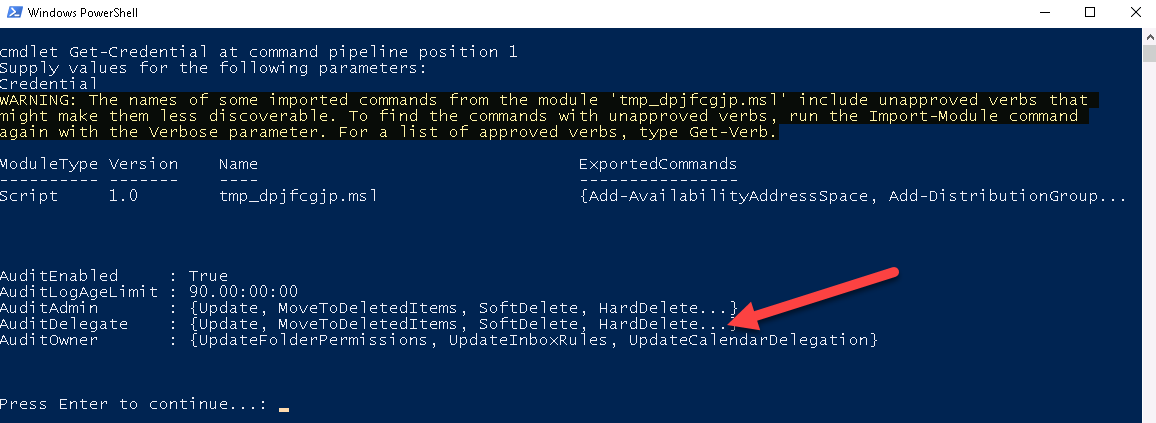 Windows PowerShell
cmdlet Get-Credential at command pipeline position 1
Supply values for the following parameters:
Credential
WARNING: The names of some imported commands from the module 'tmp_dpjfcgjp.msl' include unapproved verbs that
might make them less discoverable. To find the commands with unapproved verbs, run the Import-Module command
again with the Verbose parameter. For a list of approved verbs, type Get-Verb.
ModuleType Version    Name                                ExportedCommands
---------- -------    ----                                ----------------
Script     1.0        tmp_dpjfcgjp.msl                    {Add-AvailabilityAddressSpace, Add-DistributionGroup...
AuditEnabled     : True
AuditLogAgeLimit : 90.00:00:00
AuditAdmin       : {Update, MoveToDeletedItems, SoftDelete, HardDelete...}
AuditDelegate    : {Update, MoveToDeletedItems, SoftDelete, HardDelete...}
AuditOwner       : {UpdateFolderPermissions, UpdateInboxRules, UpdateCalendarDelegation}
Press Enter to continue...: _